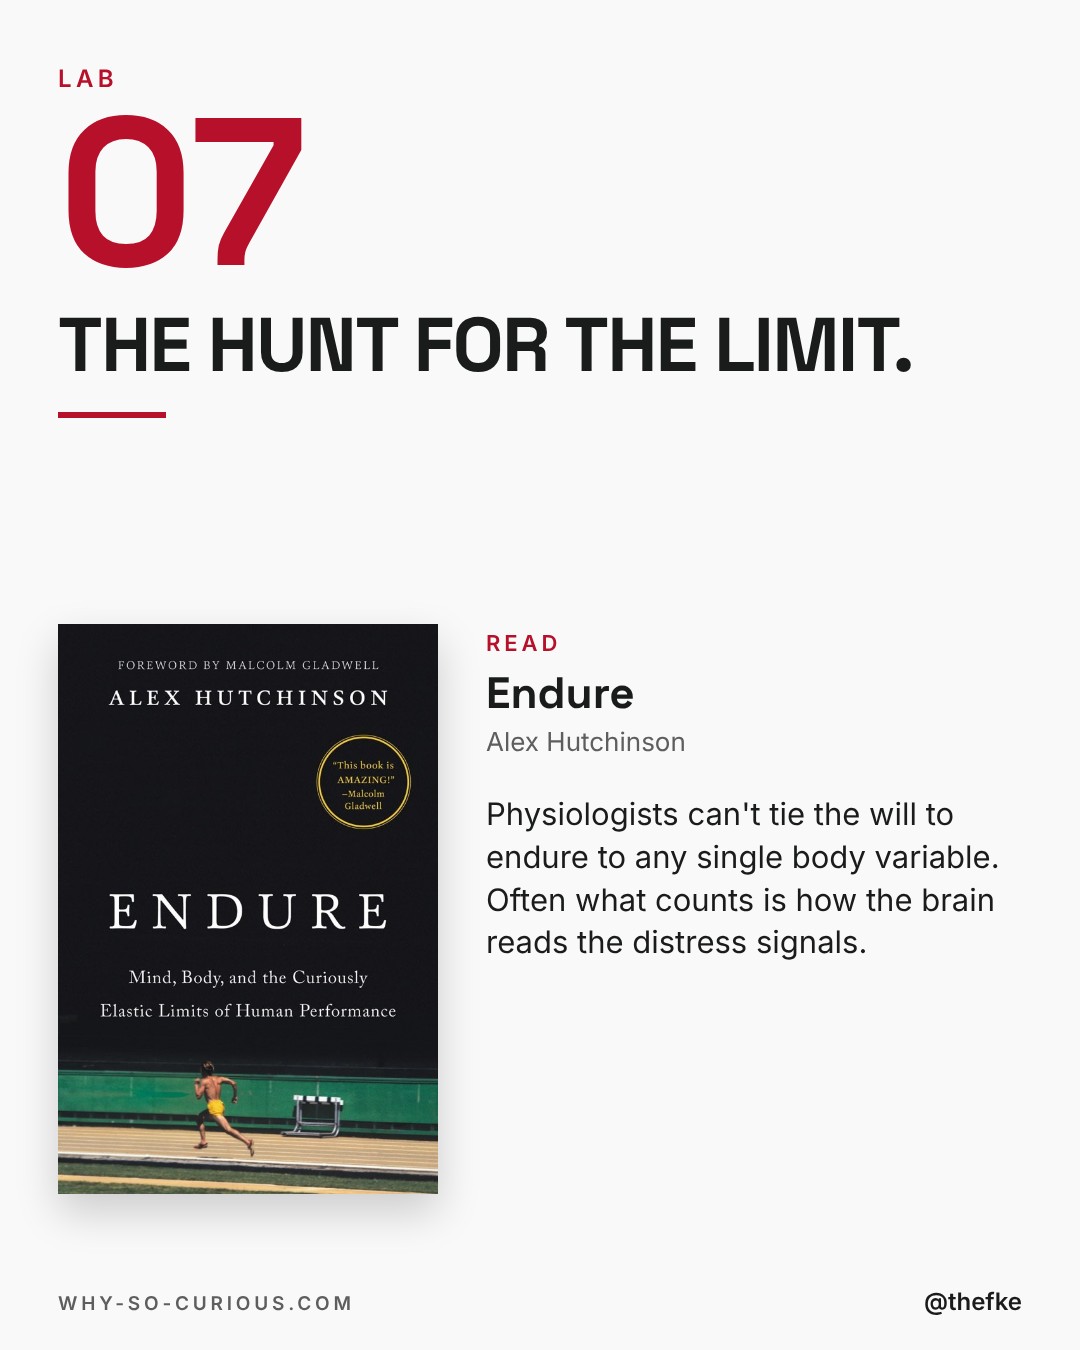 LAB
07
THE HUNT FOR THE LIMIT.
FOREWORD BY MALCOLM GLADWELL
ALEX HUTCHINSON
"This book is
AMAZING!"
–Malcolm
Gladwell
ENDURE
Mind, Body, and the Curiously
Elastic Limits of Human Performance
READ
Endure
Alex Hutchinson
Physiologists can't tie the will to
endure to any single body variable.
Often what counts is how the brain
reads the distress signals.
WHY-SO-CURIOUS.COM
@thefke